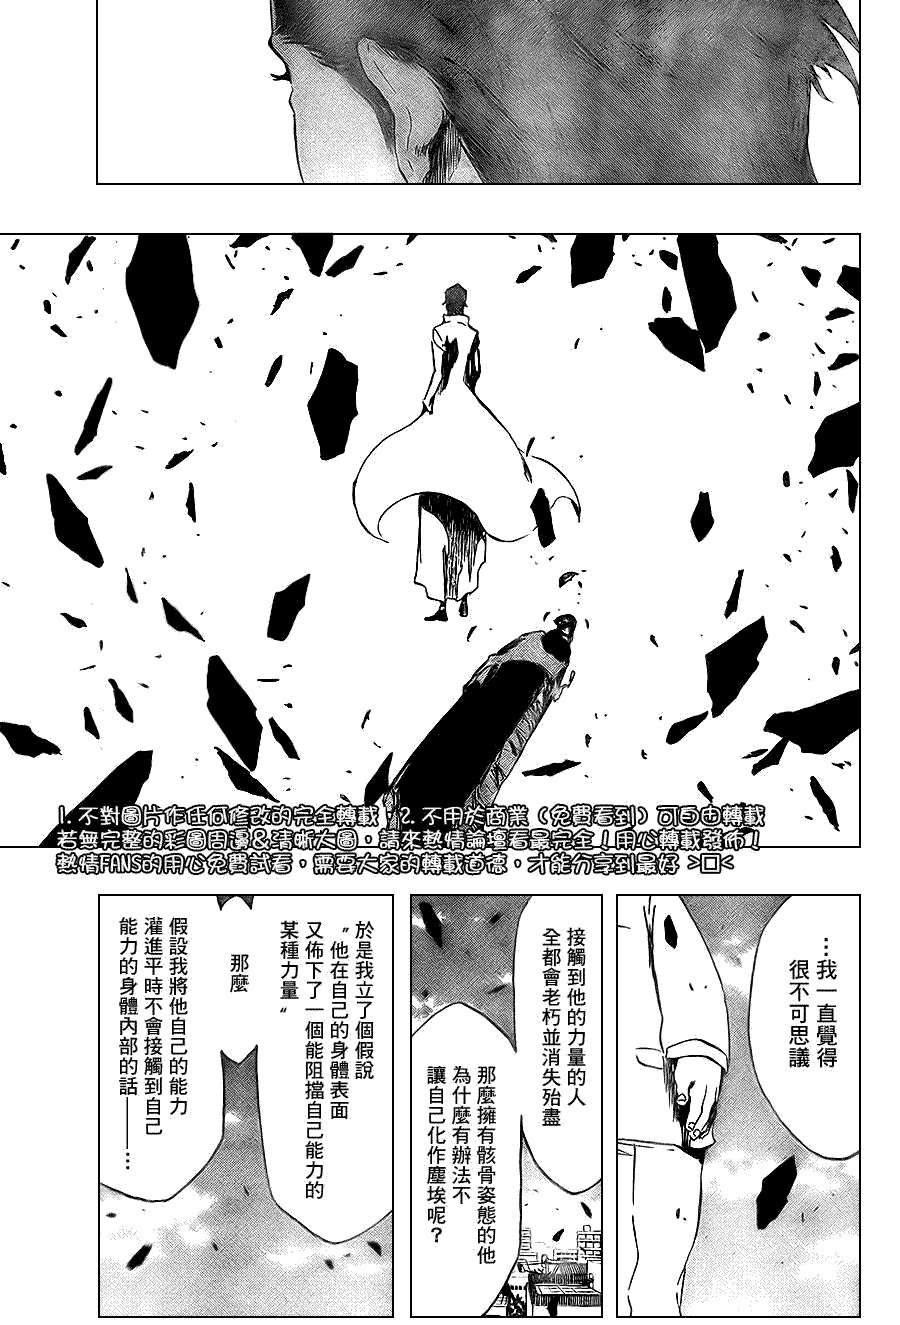 1. 不對圖片作任何修改的完全轉載；2. 不用於商業（免費看到）可自由轉載
若無完整的彩圖周漫&清晰大圖，請來熱情論壇看最完全！用心轉載發佈！
熱情FANS的用心免費試看，需要大家的轉載道德，才能分享到最好 >□<
…我一直覺得
很不可思議
接觸到他的力量的人
全都會老朽並消失殆盡
那麼擁有骸骨姿態的他
為什麼有辦法不
讓自己化作塵埃呢？
於是我立了個假說
〝他在自己的身體表面
又佈下了一個能阻擋自己能力的
某種力量〞
那麼
假設我將他自己的能力
灌進平時不會接觸到自己
能力的身體內部的話————…